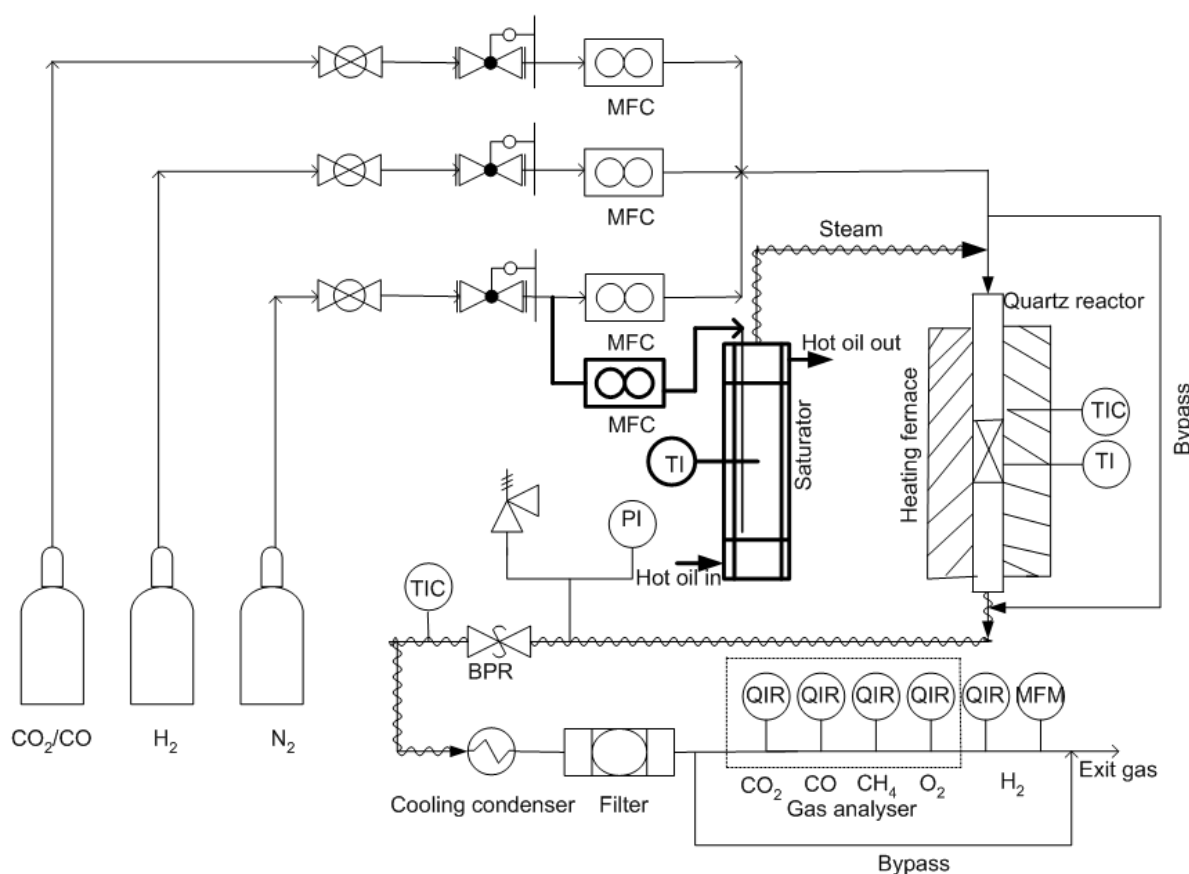 MFC
MFC
Steam
Quartz reactor
MFC
Hot oil out
MFC
Heating fernace
Saturator
TIC
Bypass
TI
TI
PI
Hot oil in
TIC
BPR
QIR
QIR
QIR
QIR
QIR
MFM
CO₂/CO
H₂
N₂
Exit gas
Cooling condenser
Filter
CO₂
CO
CH₄
O₂
H₂
Gas analyser
Bypass